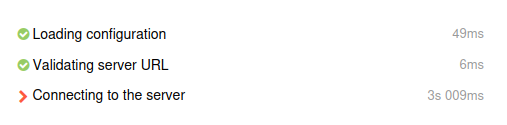 Loading configuration 49ms
Validating server URL 6ms
Connecting to the server 3s 009ms